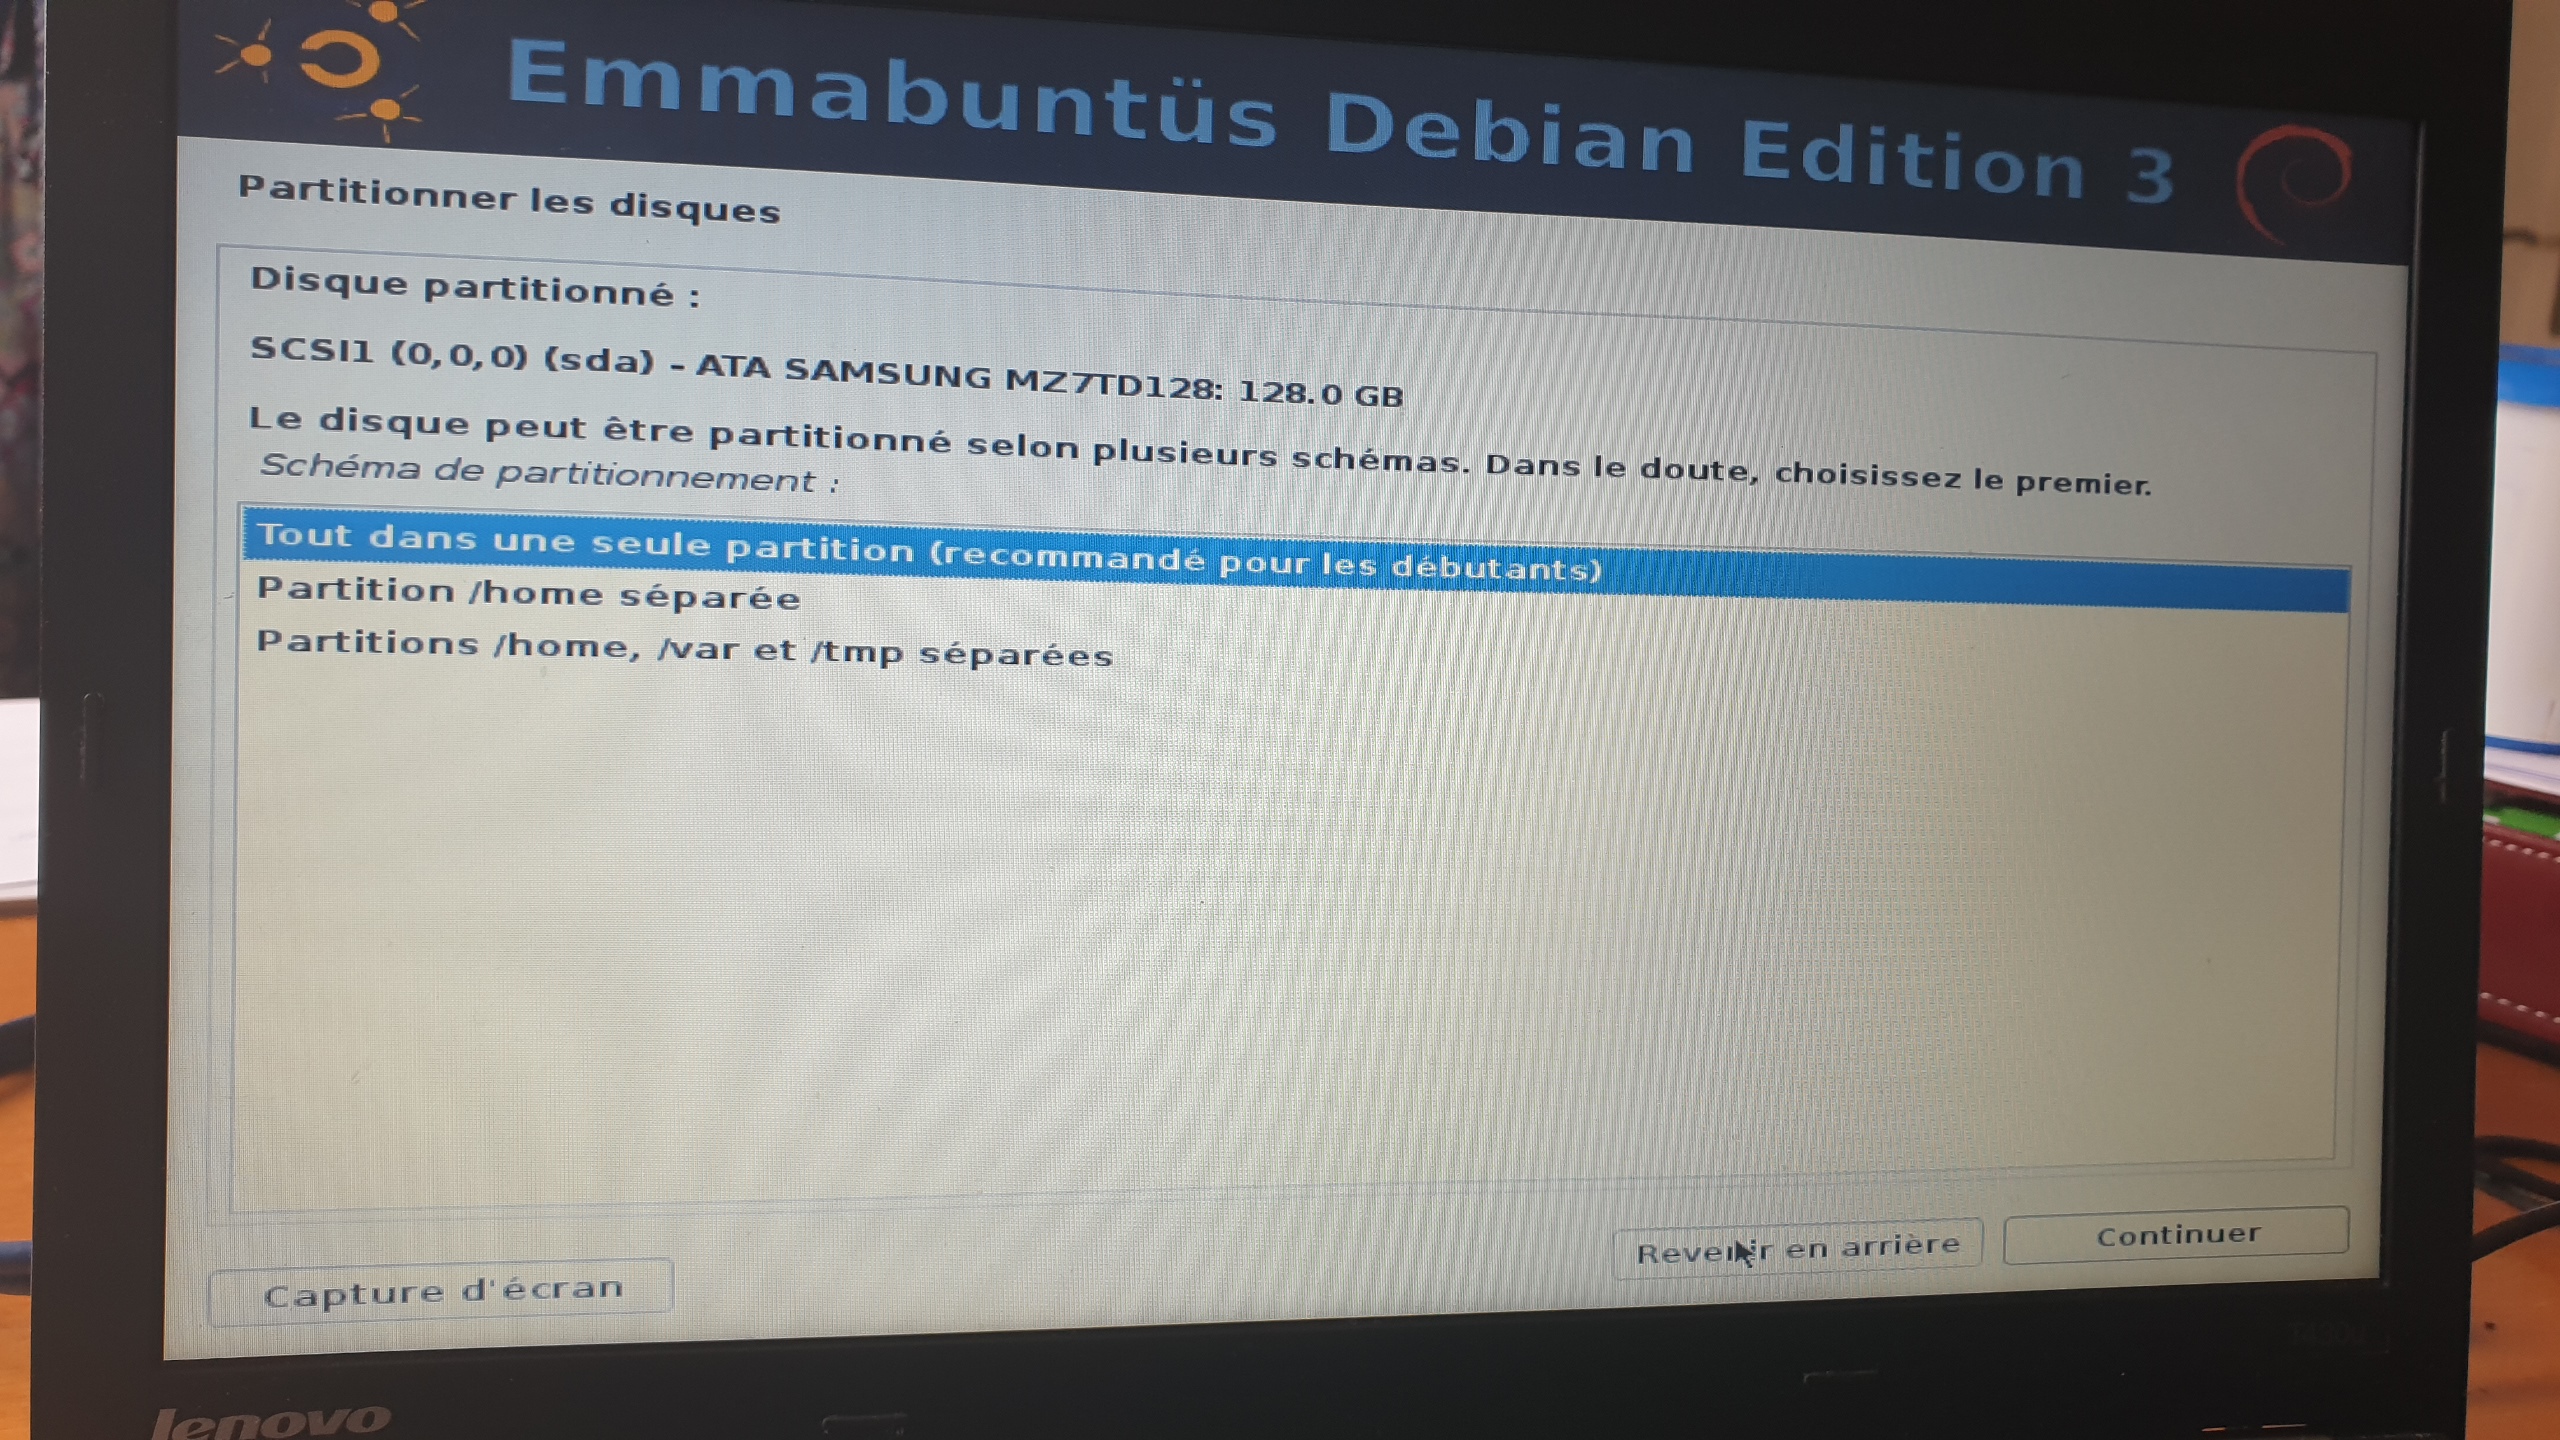 Emmabuntüs Debian Edition 3
Partitionner les disques
Disque partitionné :
SCSI1 (0,0,0) (sda) - ATA SAMSUNG MZ7TD128: 128.0 GB
Le disque peut être partitionné selon plusieurs schémas. Dans le doute, choisissez le premier.
Schéma de partitionnement :
Tout dans une seule partition (recommandé pour les débutants)
Partition /home séparée
Partitions /home, /var et /tmp séparées
Capture d'écran
Revenir en arrière
Continuer
lenovo